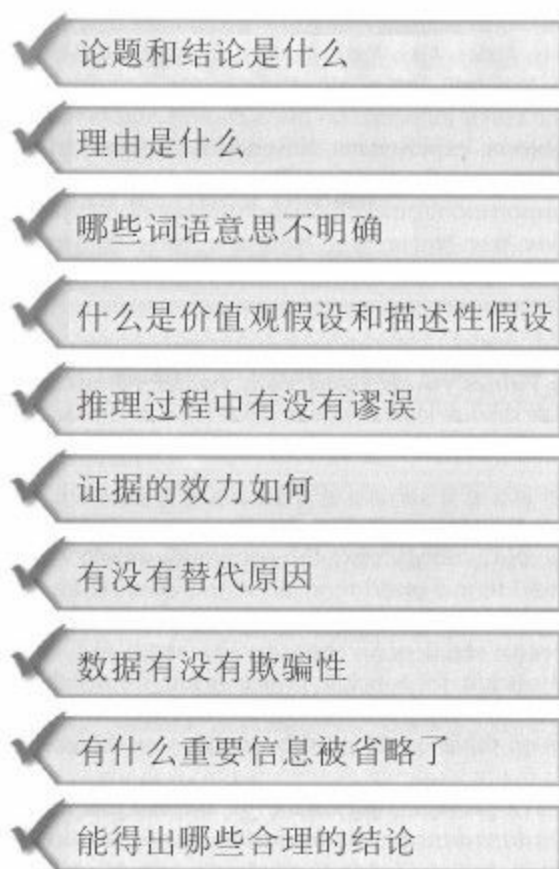 论题和结论是什么
理由是什么
哪些词语意思不明确
什么是价值观假设和描述性假设
推理过程中有没有谬误
证据的效力如何
有没有替代原因
数据有没有欺骗性
有什么重要信息被省略了
能得出哪些合理的结论